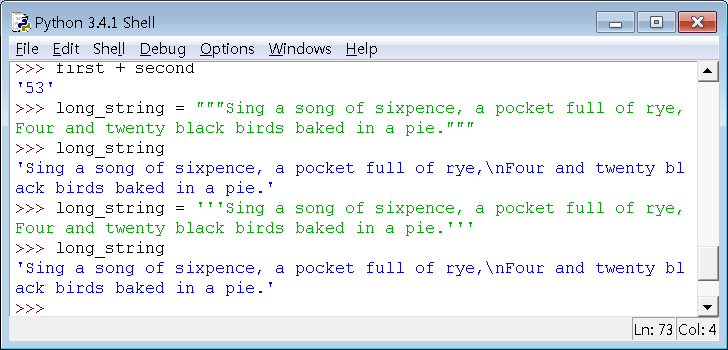 Python 3.4.1 Shell
File Edit Shell Debug Options Windows Help
>>> first + second
'53'
>>> long_string = """Sing a song of sixpence, a pocket full of rye,
Four and twenty black birds baked in a pie."""
>>> long_string
'Sing a song of sixpence, a pocket full of rye,\nFour and twenty bl
ack birds baked in a pie.'
>>> long_string = '''Sing a song of sixpence, a pocket full of rye,
Four and twenty black birds baked in a pie.'''
>>> long_string
'Sing a song of sixpence, a pocket full of rye,\nFour and twenty bl
ack birds baked in a pie.'
>>>
Ln: 73 Col: 4